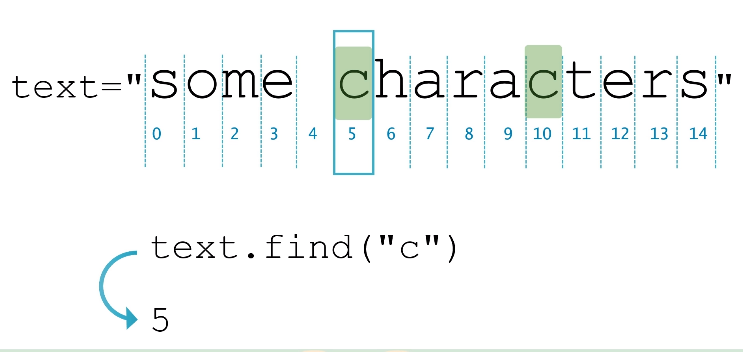 text="some characters"
0 1 2 3 4 5 6 7 8 9 10 11 12 13 14
text.find("c")
5